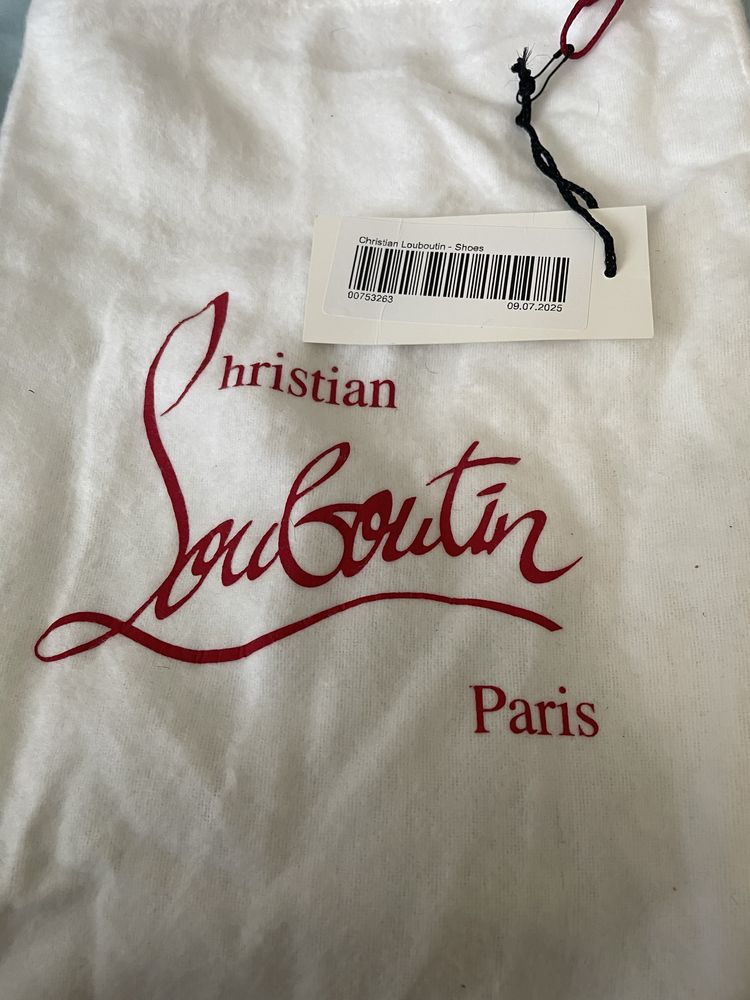 Christian Louboutin - Shoes
00753263
09.07.2025
Christian
Louboutin
Paris